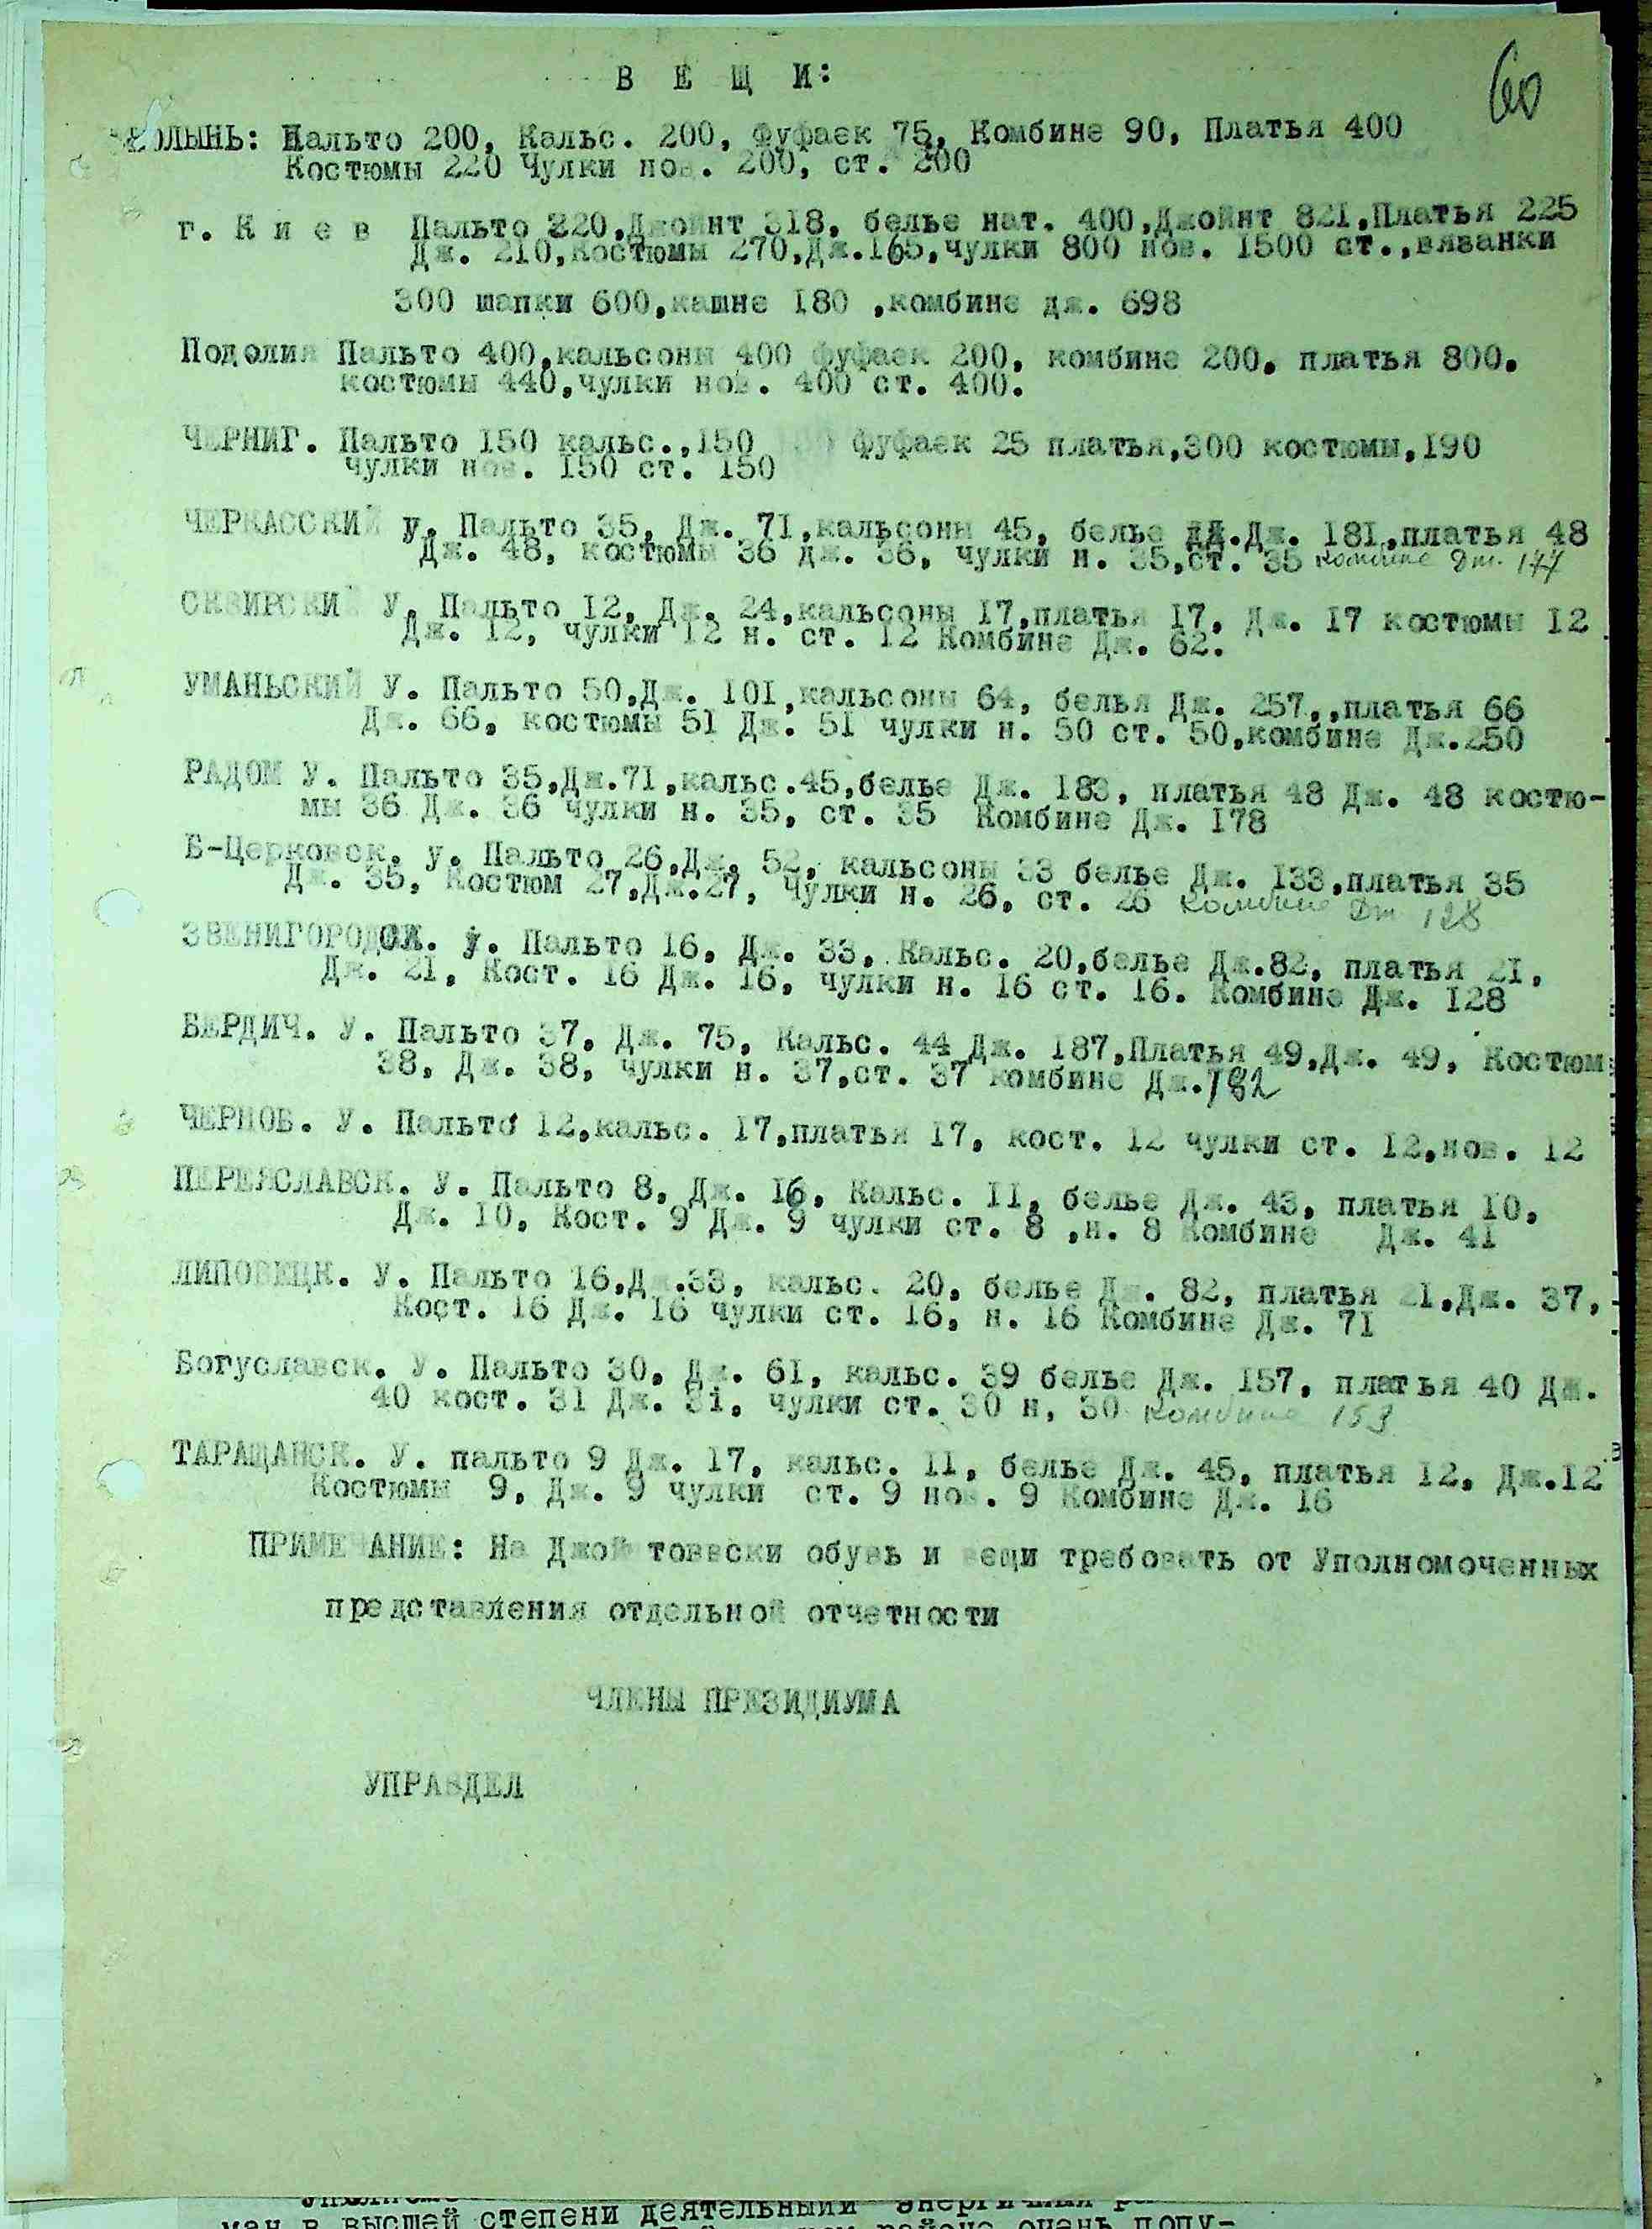 60
В Е Щ И:
ВОЛЫНЬ: Пальто 200, Кальс. 200, Фуфаек 75, Комбине 90, Платья 400
Костюмы 220 Чулки нов. 200, ст. 200
г. К и е в Пальто 220,Джойнт 318, белье нат. 400,Джойнт 821,Платья 225
Дж. 210,Костюмы 270,Дж.165,чулки 800 нов. 1500 ст.,вязанки
300 шапки 600,кашне 180 ,комбине дж. 698
Подолия Пальто 400,кальсоны 400 фуфаек 200, комбине 200. платья 800.
костюмы 440,чулки нов. 400 ст. 400.
ЧЕРНИГ. Пальто 150 кальс.,150 фуфаек 25 платья,300 костюмы,190
чулки нов. 150 ст. 150
ЧЕРКАССКИЙ у. Пальто 35, Дж. 71,кальсоны 45, белье Дж. 181,платья 48
Дж. 48, костюмы 36 дж. 36, чулки н. 35,ст. 35 комбине Дж. 177
СКВИРСКИЙ У. Пальто 12, Дж. 24,кальсоны 17,платья 17, Дж. 17 костюмы 12
Дж. 12, чулки 12 н. ст. 12 Комбине Дж. 62.
УМАНЬСКИЙ У. Пальто 50,Дж. 101,кальсоны 64, белья Дж. 257,,платья 66
Дж. 66, костюмы 51 Дж. 51 чулки н. 50 ст. 50,комбине Дж.250
РАДОМ У. Пальто 35,Дж.71,кальс.45,белье Дж. 183, платья 48 Дж. 48 костю-
мы 36 Дж. 36 чулки н. 35, ст. 35 Комбине Дж. 178
Б-Церковск. у. Пальто 26,Дж. 52, кальсоны 33 белье Дж. 133,платья 35
Дж. 35, Костюм 27,Дж.27, Чулки н. 26, ст. 26 Комбине Дж 128
ЗВЕНИГОРОДСК. у. Пальто 16, Дж. 33, Кальс. 20,белье Дж.82, платья 21,
Дж. 21, Кост. 16 Дж. 16, чулки н. 16 ст. 16. Комбине Дж. 128
БЕРДИЧ. У. Пальто 37, Дж. 75, Кальс. 44 Дж. 187,Платья 49,Дж. 49, Костюм
38, Дж. 38, чулки н. 37,ст. 37 комбине Дж.182
ЧЕРНОБ. У. Пальто 12,кальс. 17,платья 17, кост. 12 чулки ст. 12,нов. 12
ПЕРЕЯСЛАВСК. У. Пальто 8, Дж. 16, Кальс. 11, белье Дж. 43, платья 10,
Дж. 10, Кост. 9 Дж. 9 чулки ст. 8 ,н. 8 Комбине Дж. 41
ЛИПОВЕЦК. У. Пальто 16,Дж.33, кальс. 20, белье Дж. 82, платья 21,Дж. 37,
Кост. 16 Дж. 16 чулки ст. 16, н. 16 Комбине Дж. 71
Богуславск. У. Пальто 30, Дж. 61, кальс. 39 белье Дж. 157, платья 40 Дж.
40 кост. 31 Дж. 31. чулки ст. 30 н, 30 Комбине 153
ТАРАЩАНСК. У. пальто 9 Дж. 17, кальс. 11, белье Дж. 45, платья 12, Дж.12
Костюмы 9, Дж. 9 чулки ст. 9 нов. 9 Комбине Дж. 16
ПРИМЕЧАНИЕ: На Джойнтовески обувь и вещи требовать от Уполномоченных
представления отдельной отчетности
ЧЛЕНЫ ПРЕЗИДИУМА
УПРАВДЕЛ
в высшей степени деятельный
районе очень попу-